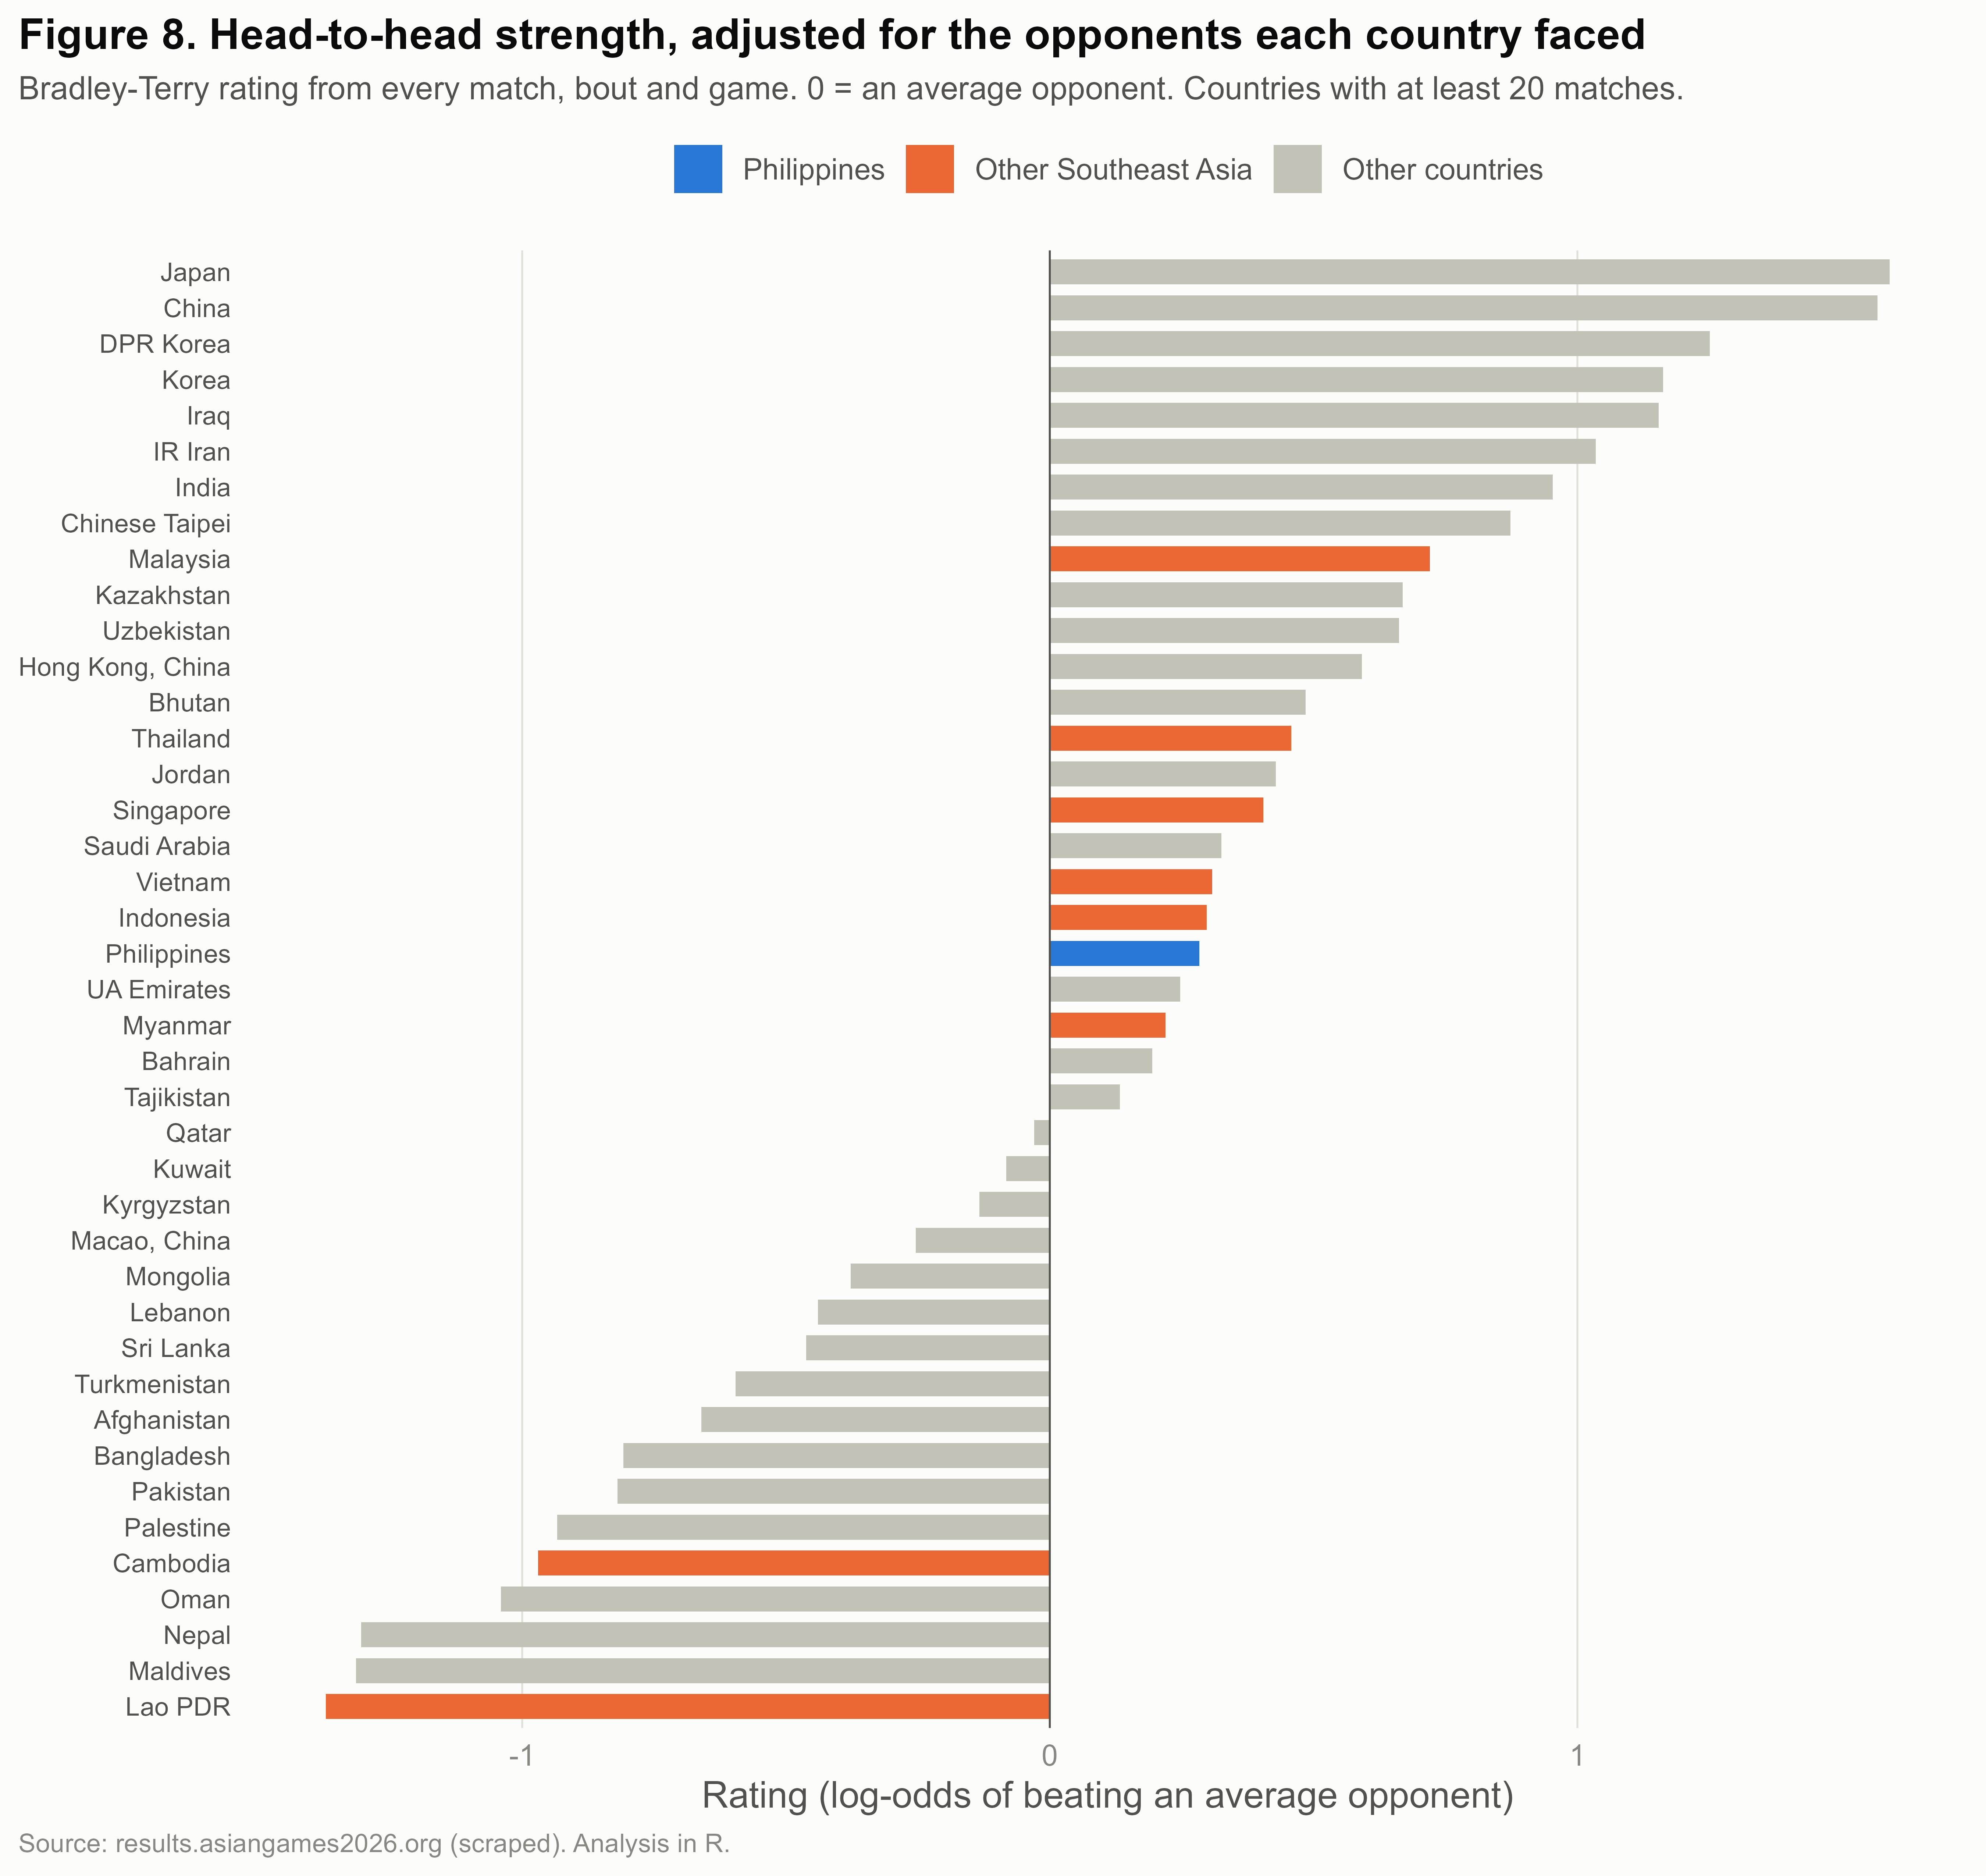 Figure 8. Head-to-head strength, adjusted for the opponents each country faced
Bradley-Terry rating from every match, bout and game. 0 = an average opponent. Countries with at least 20 matches.
Philippines Other Southeast Asia Other countries
Japan
China
DPR Korea
Korea
Iraq
IR Iran
India
Chinese Taipei
Malaysia
Kazakhstan
Uzbekistan
Hong Kong, China
Bhutan
Thailand
Jordan
Singapore
Saudi Arabia
Vietnam
Indonesia
Philippines
UA Emirates
Myanmar
Bahrain
Tajikistan
Qatar
Kuwait
Kyrgyzstan
Macao, China
Mongolia
Lebanon
Sri Lanka
Turkmenistan
Afghanistan
Bangladesh
Pakistan
Palestine
Cambodia
Oman
Nepal
Maldives
Lao PDR
-1 0 1
Rating (log-odds of beating an average opponent)
Source: results.asiangames2026.org (scraped). Analysis in R.